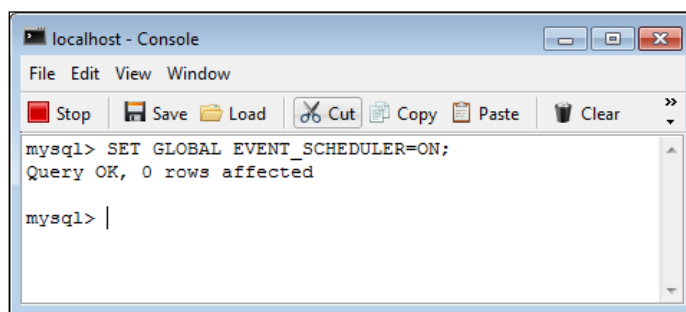 localhost - Console
File Edit View Window
Stop Save Load Cut Copy Paste Clear »
mysql> SET GLOBAL EVENT_SCHEDULER=ON;
Query OK, 0 rows affected
mysql>